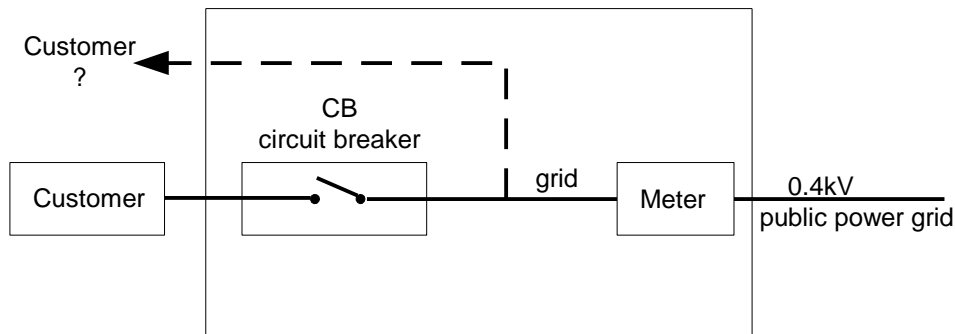 Customer
?
CB
circuit breaker
Customer
grid
Meter
0.4kV
public power grid